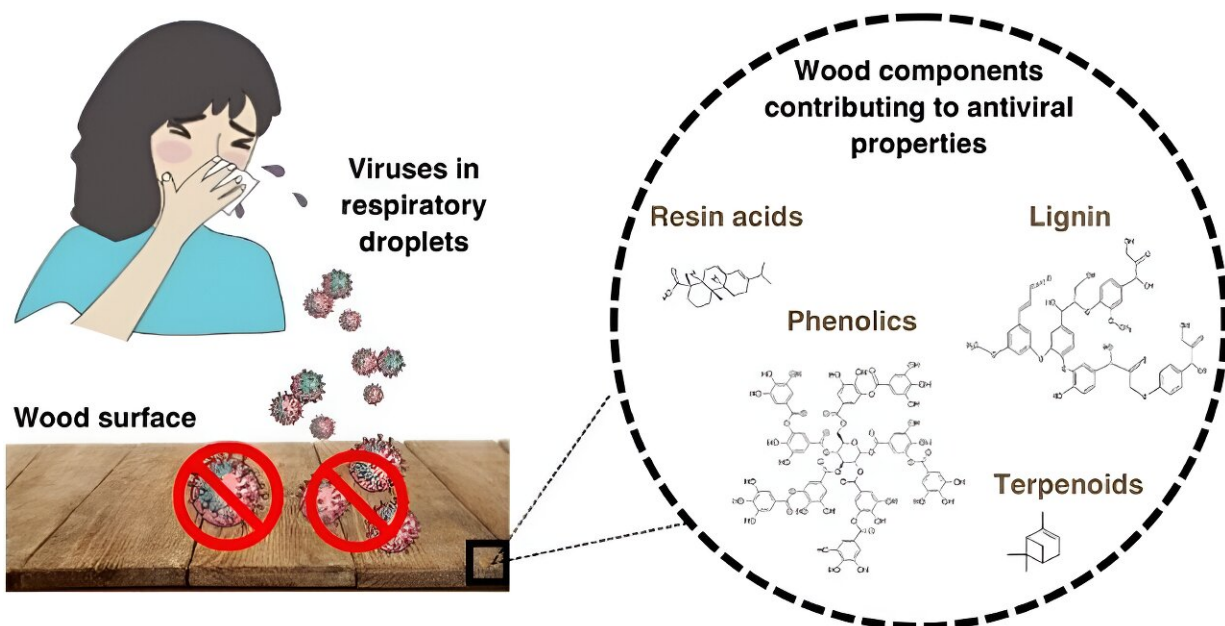 Viruses in
respiratory
droplets
Wood surface
Wood components
contributing to antiviral
properties
Resin acids
Lignin
Phenolics
Terpenoids